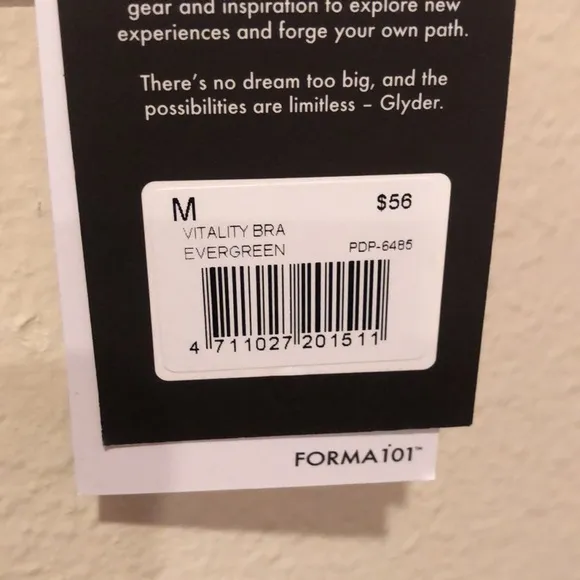 gear and inspiration to explore new
experiences and forge your own path.
There's no dream too big, and the
possibilities are limitless – Glyder.
M $56
VITALITY BRA
EVERGREEN PDP-6485
4 711027 201511
FORMA101™